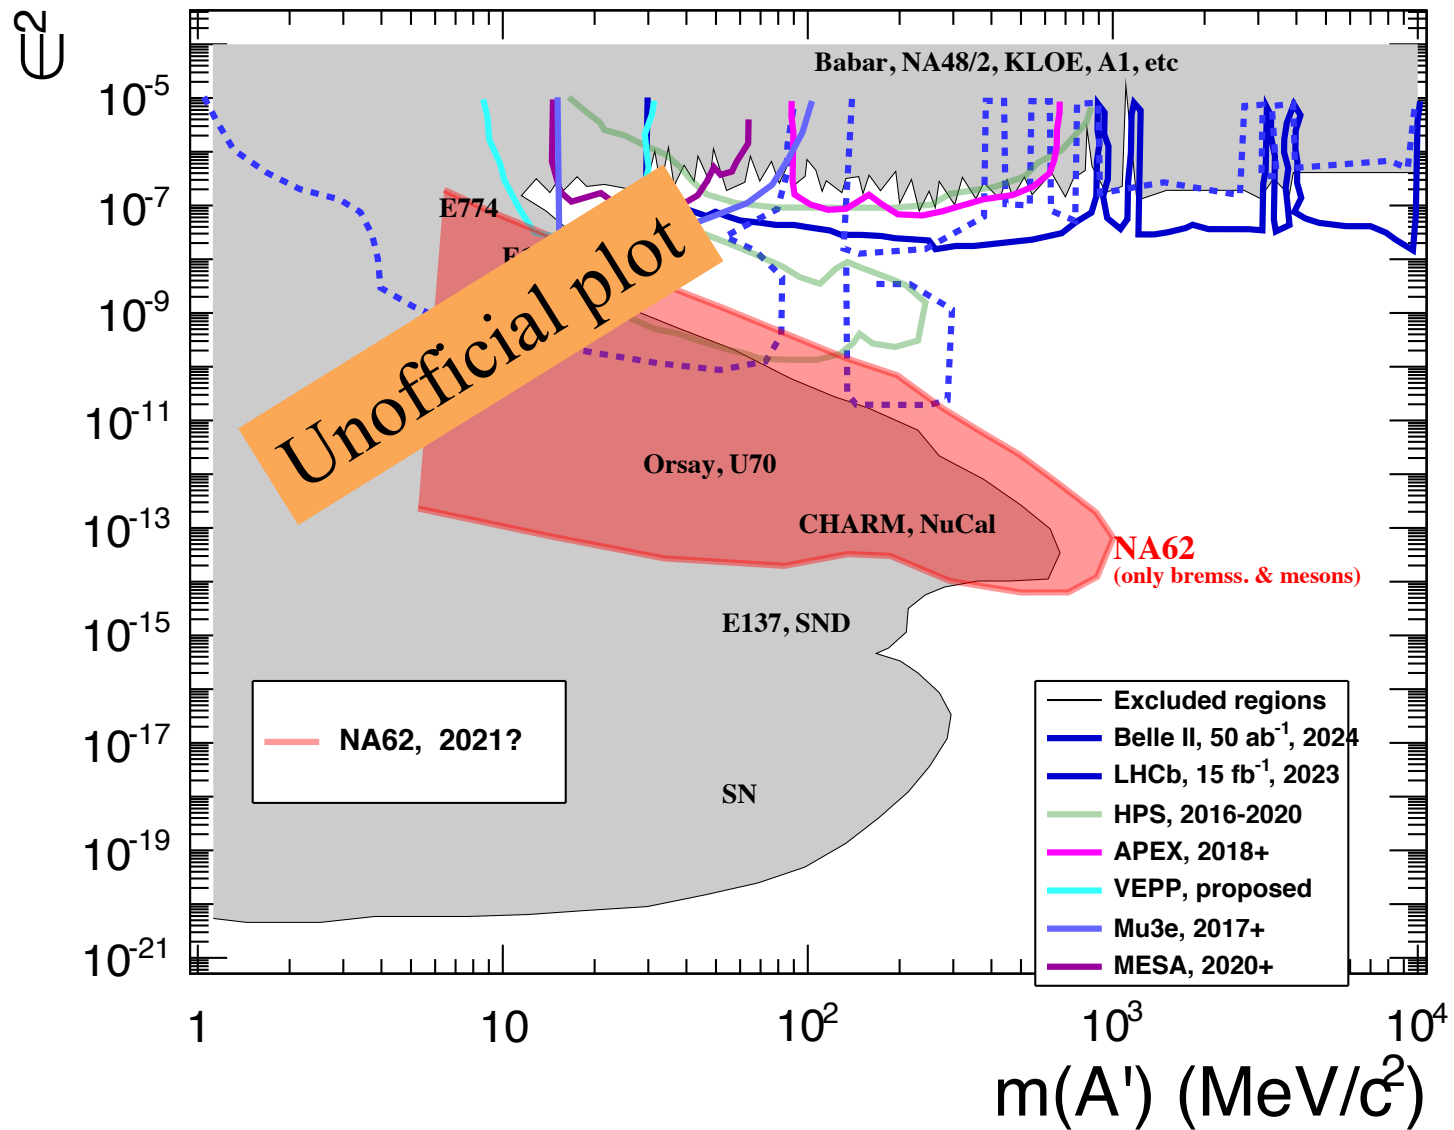 ϵ²
Babar, NA48/2, KLOE, A1, etc
10⁻⁵
10⁻⁷
E774
10⁻⁹
Unofficial plot
10⁻¹¹
Orsay, U70
10⁻¹³
CHARM, NuCal
NA62
(only bremss. & mesons)
10⁻¹⁵
E137, SND
NA62, 2021?
10⁻¹⁷
SN
10⁻¹⁹
10⁻²¹
Excluded regions
Belle II, 50 ab⁻¹, 2024
LHCb, 15 fb⁻¹, 2023
HPS, 2016-2020
APEX, 2018+
VEPP, proposed
Mu3e, 2017+
MESA, 2020+
1 10 10² 10³ 10⁴
m(A') (MeV/c²)